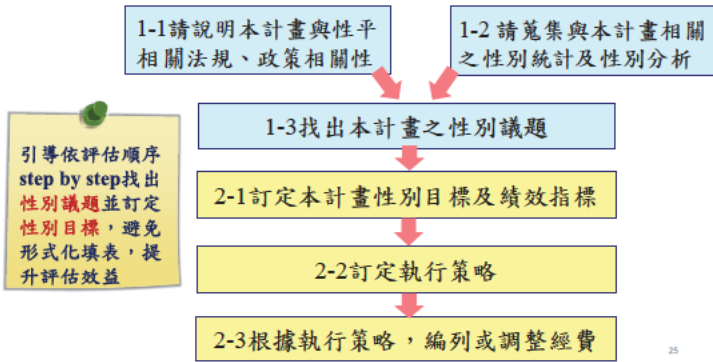 1-1請說明本計畫與性平
相關法規、政策相關性
1-2 請蒐集與本計畫相關
之性別統計及性別分析
1-3找出本計畫之性別議題
引導依評估順序
step by step找出
性別議題並訂定
性別目標，避免
形式化填表，提
升評估效益
2-1訂定本計畫性別目標及績效指標
2-2訂定執行策略
2-3根據執行策略，編列或調整經費
25